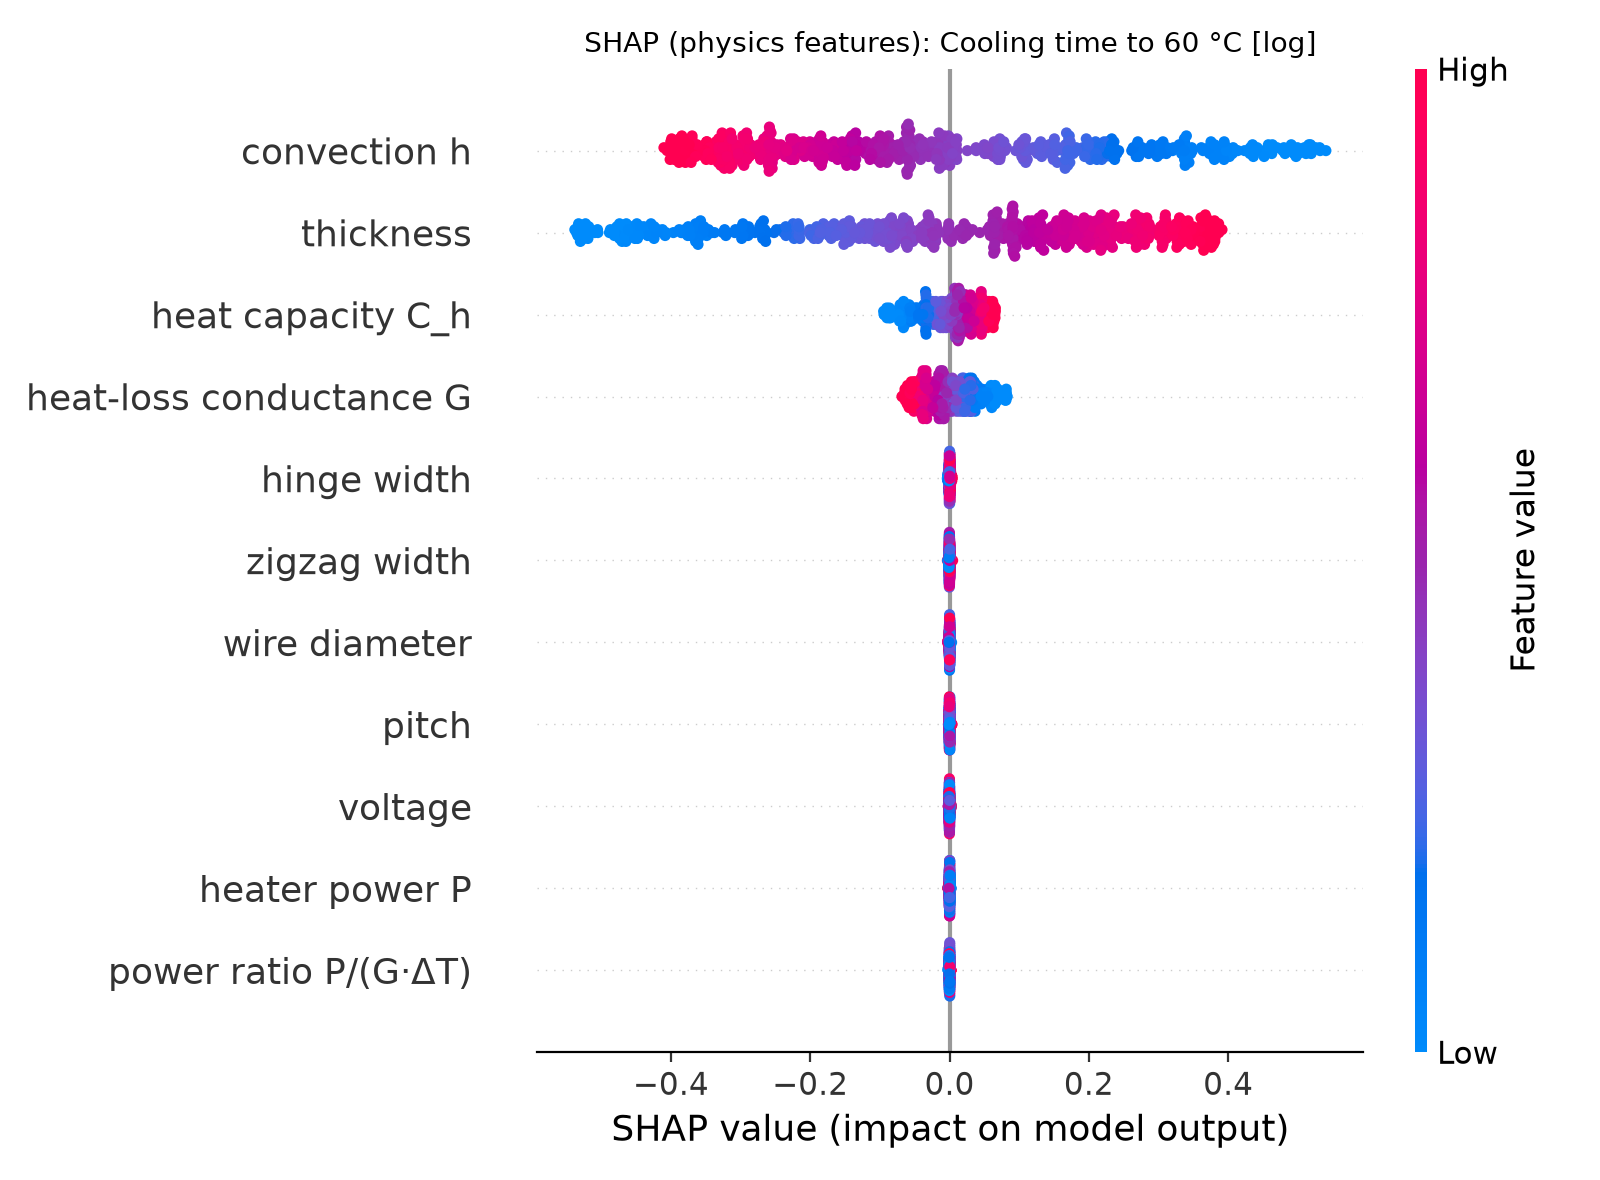 SHAP (physics features): Cooling time to 60 °C [log]
High
convection h
thickness
heat capacity C_h
heat-loss conductance G
hinge width
zigzag width
wire diameter
pitch
voltage
heater power P
power ratio P/(G·ΔT)
Feature value
Low
−0.4 −0.2 0.0 0.2 0.4
SHAP value (impact on model output)